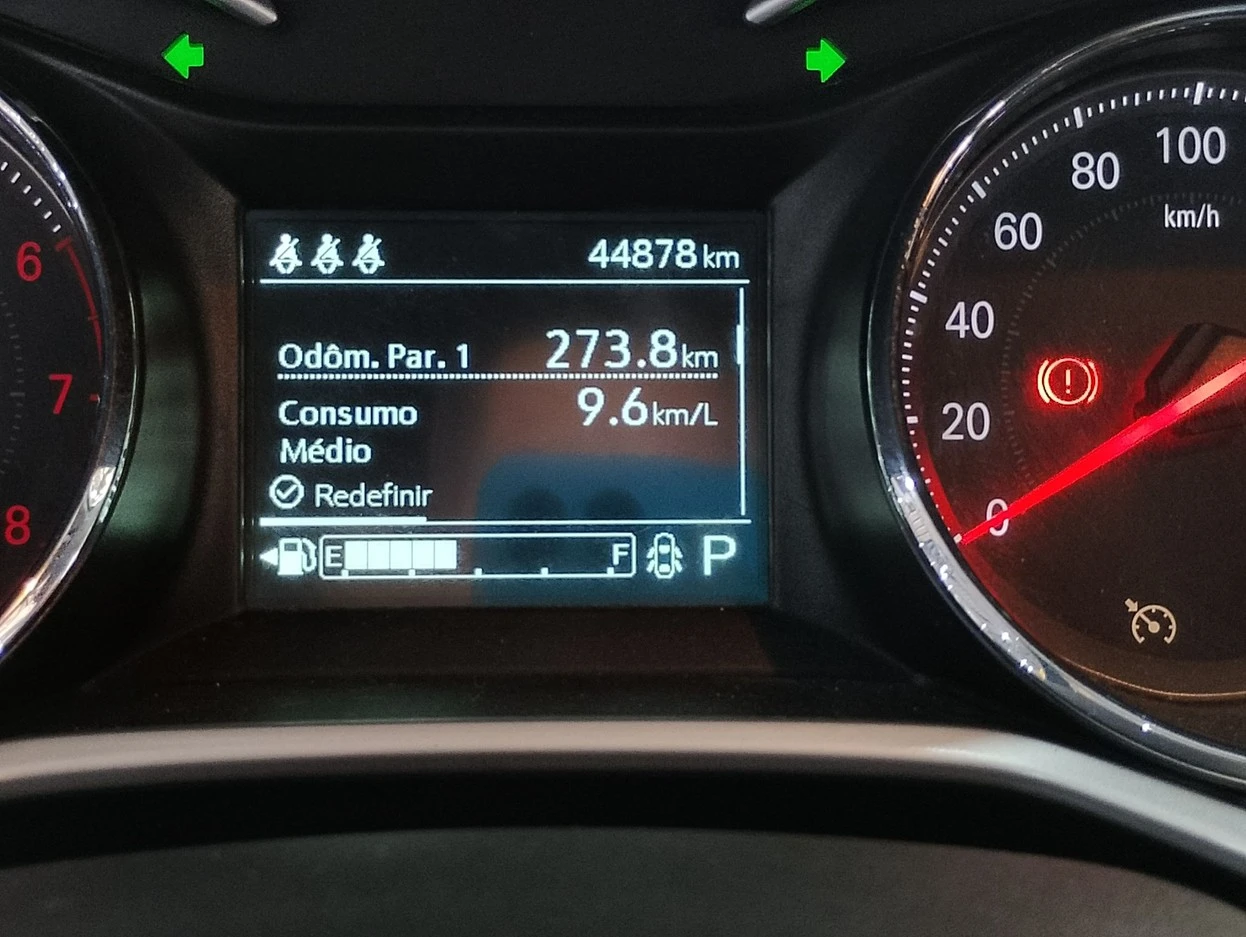 44878 km
Odôm. Par. 1 273.8 km
Consumo 9.6 km/L
Médio
Redefinir
E F P
6
7
8
100
80
km/h
60
40
20
0